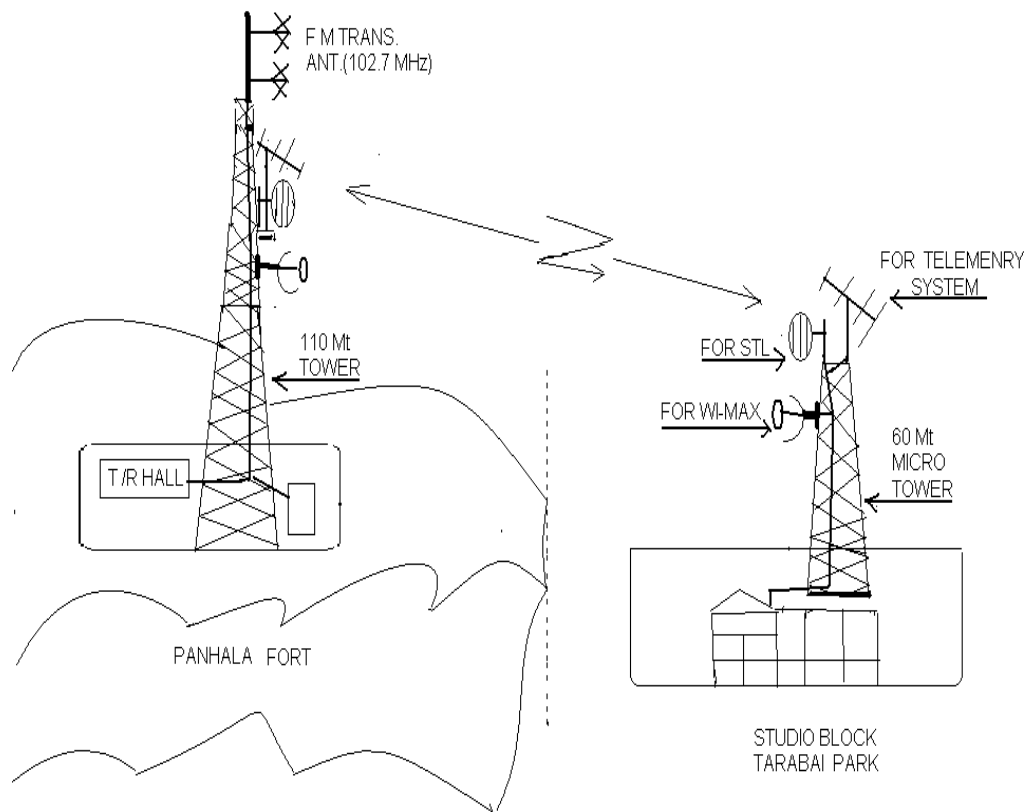 F M TRANS.
ANT.(102.7 MHz)
FOR TELEMENRY
SYSTEM
FOR STL
110 Mt
TOWER
FOR WI-MAX
60 Mt
MICRO
TOWER
T /R HALL
PANHALA FORT
STUDIO BLOCK
TARABAI PARK